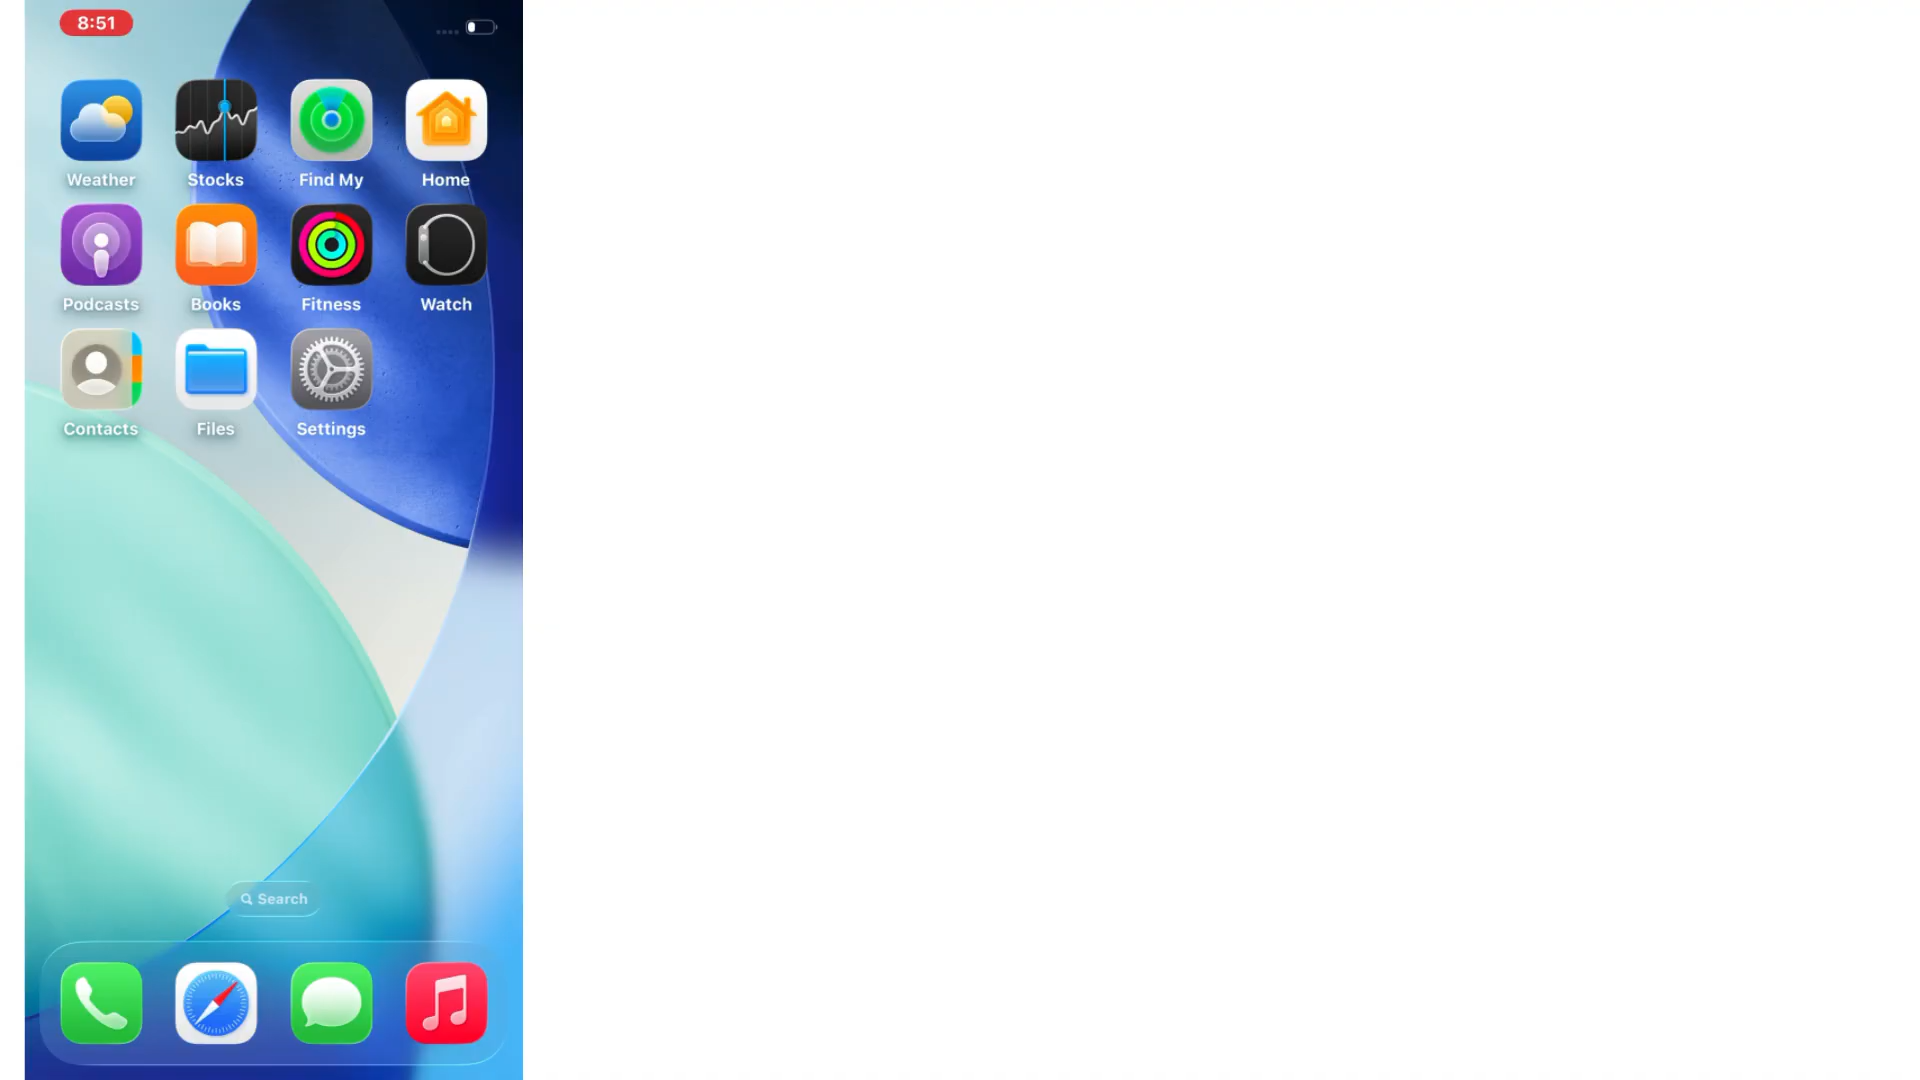 8:51
Weather Stocks Find My Home
Podcasts Books Fitness Watch
Contacts Files Settings
Search